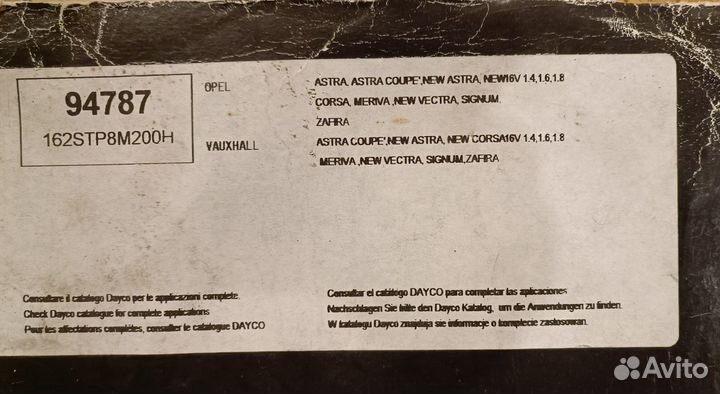 94787
162STP8M200H
OPEL
ASTRA, ASTRA COUPE',NEW ASTRA, NEW16V 1.4,1.6,1.8
CORSA, MERIVA ,NEW VECTRA, SIGNUM,
ZAFIRA
VAUXHALL
ASTRA COUPE',NEW ASTRA, NEW CORSA16V 1.4,1.6,1.8
MERIVA ,NEW VECTRA, SIGNUM,ZAFIRA
Consultare il catalogo Dayco per le applicazioni complete.
Check Dayco catalogue for complete applications
Pour les affectations complétes, consulter le catalogue DAYCO
Consultar el catálogo DAYCO para completar las aplicaciones
Nachschlagen Sie bitte den Dayco Katalog, um die Anwendungen zu finden.
W katalogu Dayco znajduja sie informacje o komplecie zastosowan.
Avito